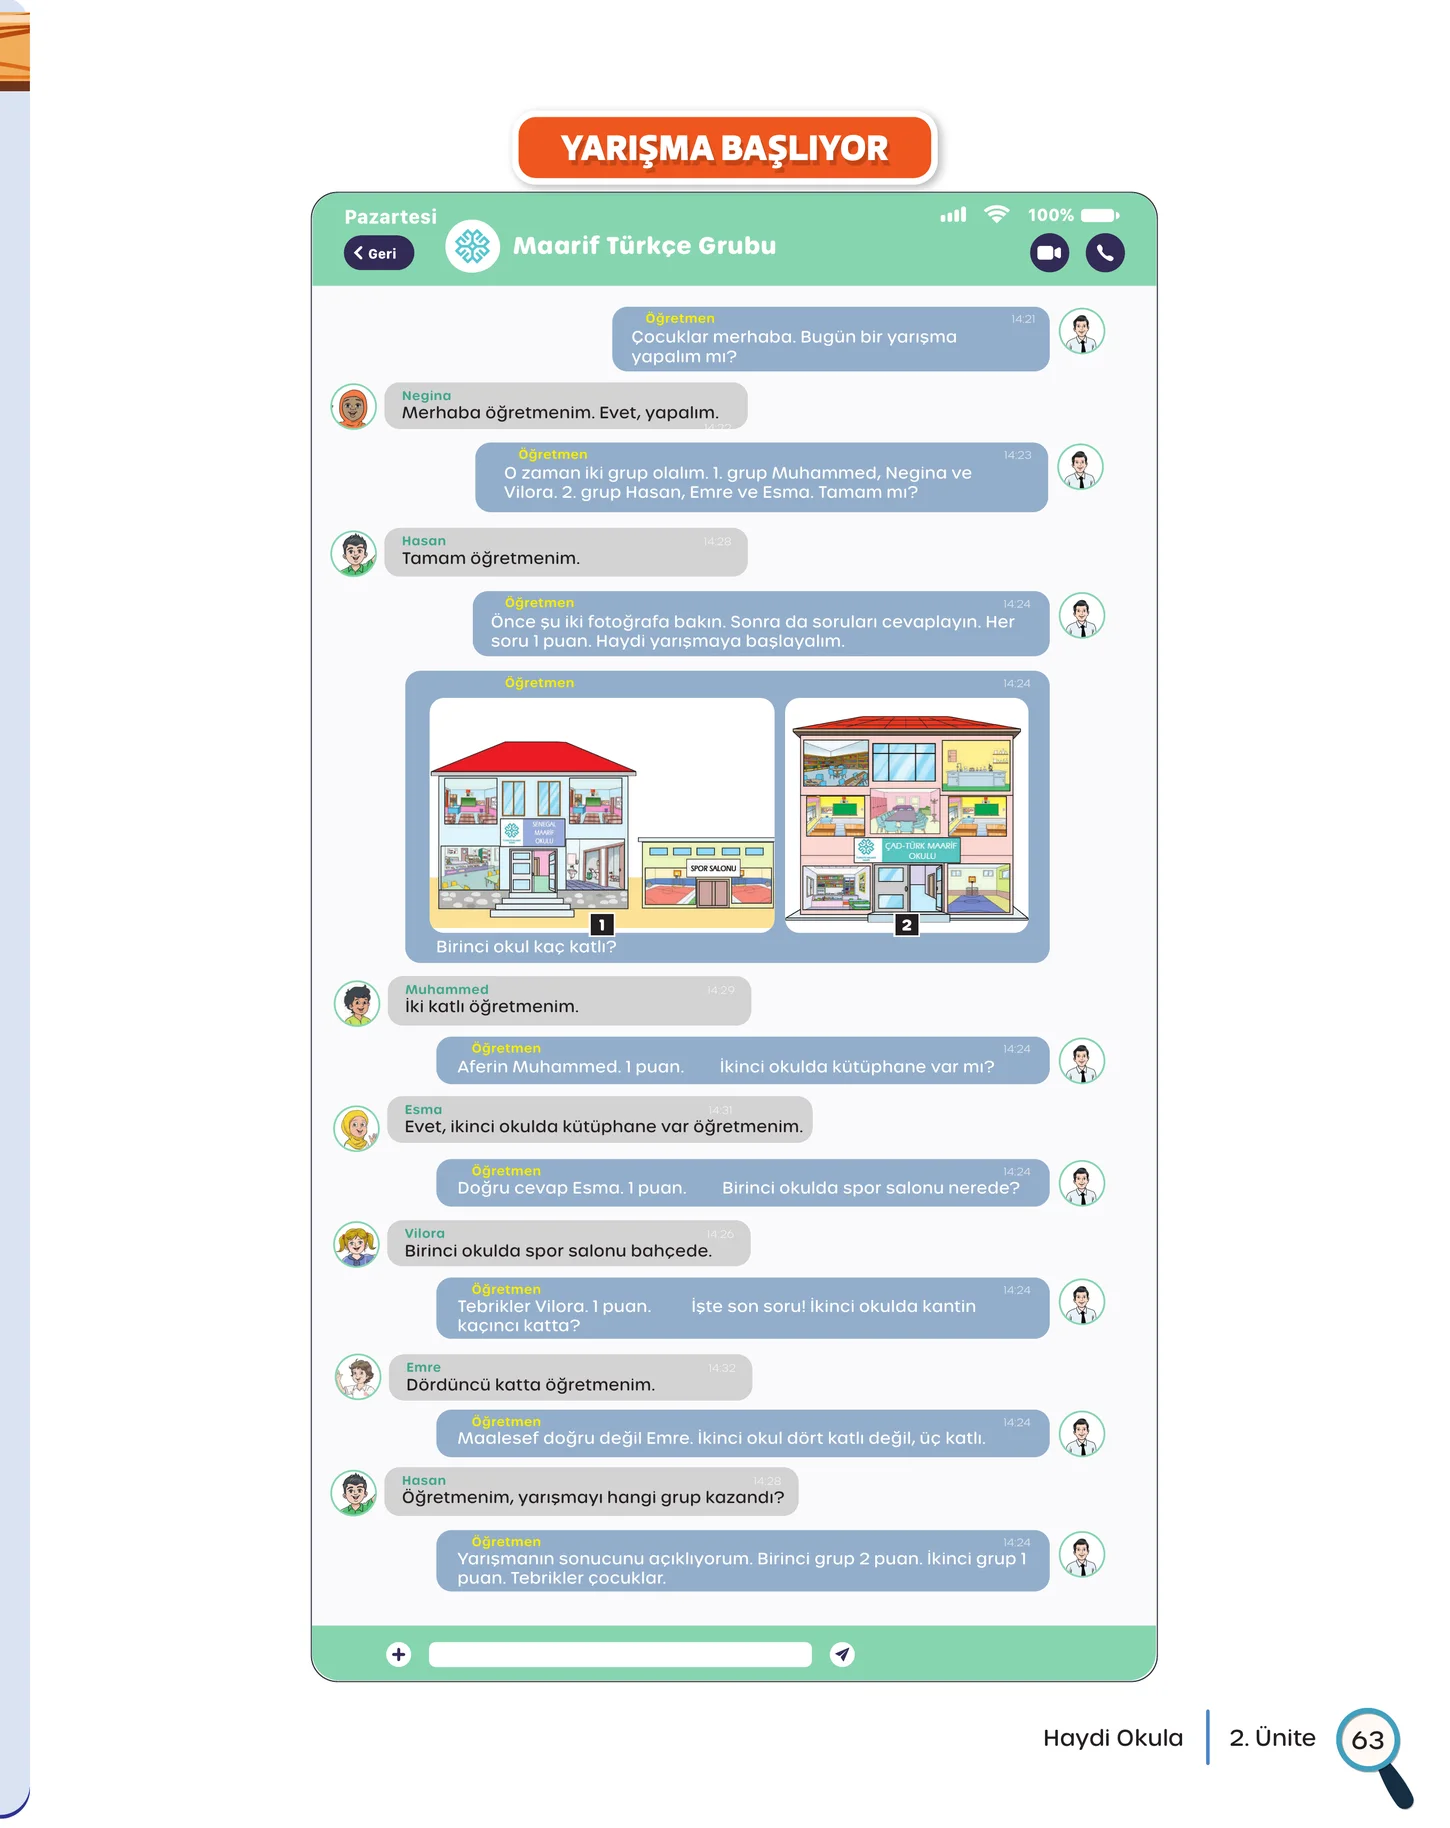 YARIŞMA BAŞLIYOR
Pazartesi
100%
Geri
Maarif Türkçe Grubu
Öğretmen
14:21
Çocuklar merhaba. Bugün bir yarışma
yapalım mı?
Negina
Merhaba öğretmenim. Evet, yapalım.
Öğretmen
14:23
O zaman iki grup olalım. 1. grup Muhammed, Negina ve
Vilora. 2. grup Hasan, Emre ve Esma. Tamam mı?
Hasan
14:28
Tamam öğretmenim.
Öğretmen
14:24
Önce şu iki fotoğrafa bakın. Sonra da soruları cevaplayın. Her
soru 1 puan. Haydi yarışmaya başlayalım.
Öğretmen
14:24
SENEGAL
MAARİF
OKULU
SPOR SALONU
1
ÇAD-TÜRK MAARİF
OKULU
2
Birinci okul kaç katlı?
Muhammed
14:29
İki katlı öğretmenim.
Öğretmen
14:24
Aferin Muhammed. 1 puan. İkinci okulda kütüphane var mı?
Esma
14:31
Evet, ikinci okulda kütüphane var öğretmenim.
Öğretmen
14:24
Doğru cevap Esma. 1 puan. Birinci okulda spor salonu nerede?
Vilora
14:26
Birinci okulda spor salonu bahçede.
Öğretmen
14:24
Tebrikler Vilora. 1 puan. İşte son soru! İkinci okulda kantin
kaçıncı katta?
Emre
14:32
Dördüncü katta öğretmenim.
Öğretmen
14:24
Maalesef doğru değil Emre. İkinci okul dört katlı değil, üç katlı.
Hasan
14:28
Öğretmenim, yarışmayı hangi grup kazandı?
Öğretmen
14:24
Yarışmanın sonucunu açıklıyorum. Birinci grup 2 puan. İkinci grup 1
puan. Tebrikler çocuklar.
Haydi Okula
2. Ünite
63